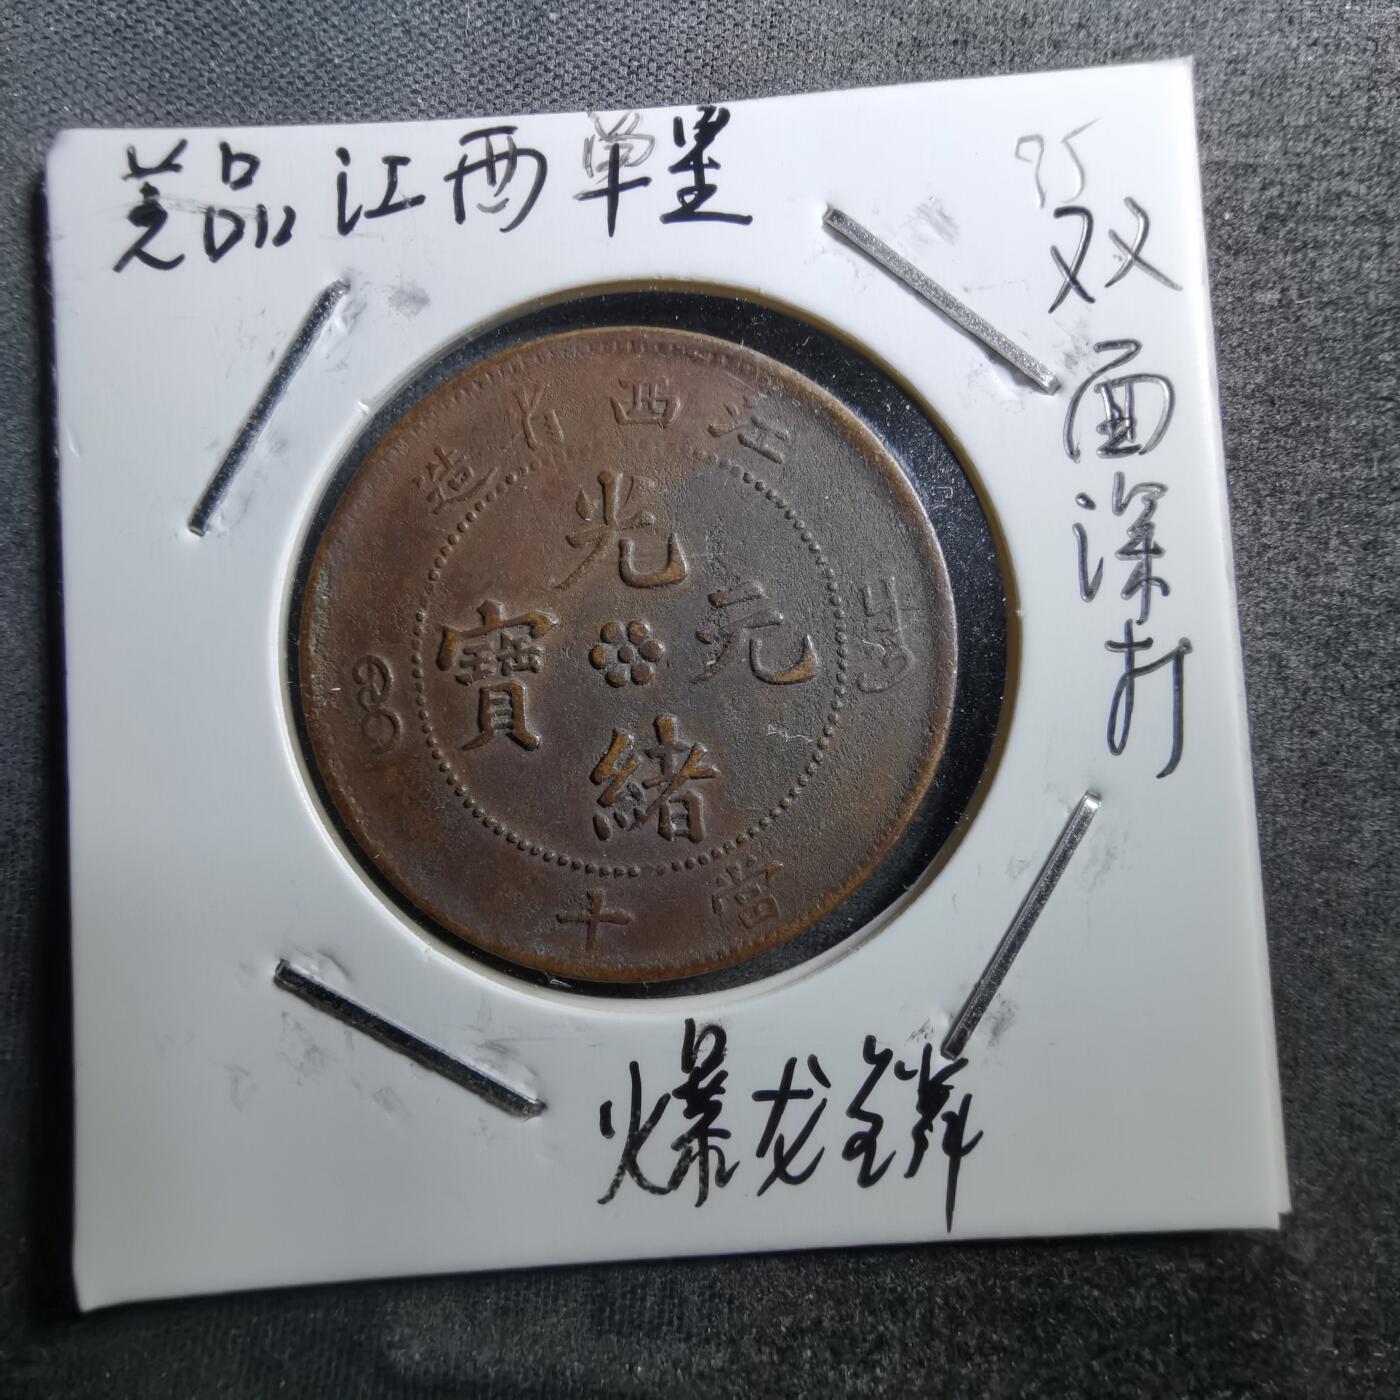 美品江西单星
95
双面深打
江西省造
光緒元寶
當十
爆龙鳞